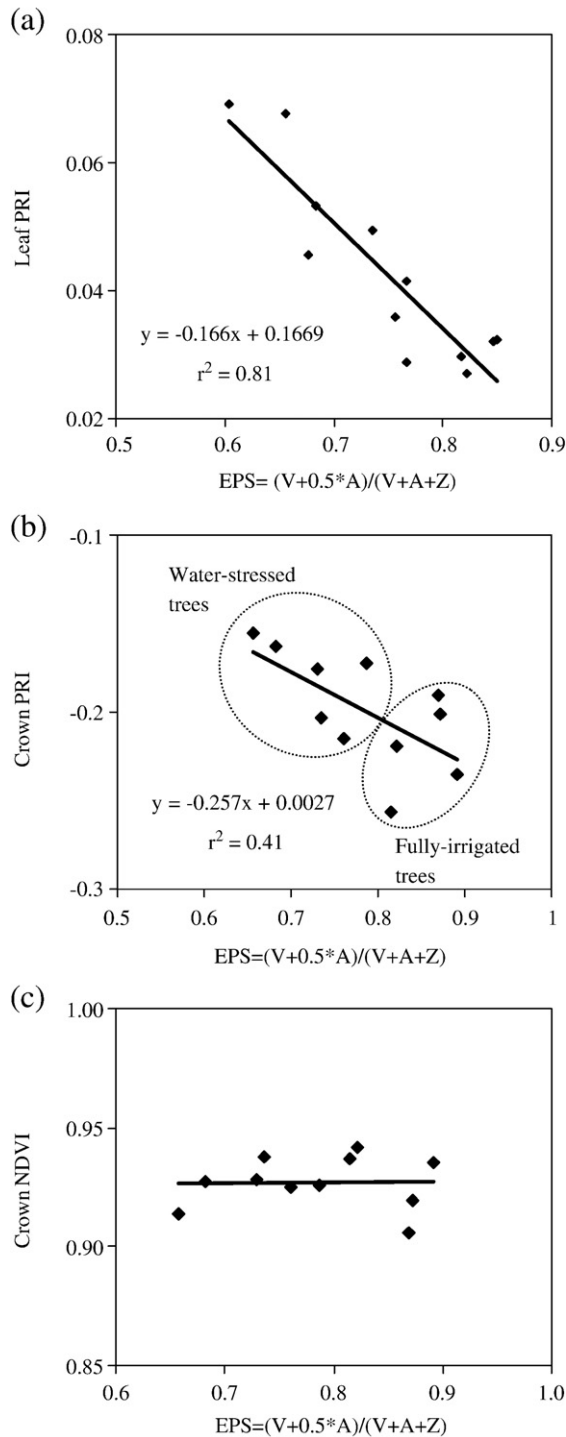 (a)
0.08
0.06
0.04
0.02
Leaf PRI
y = -0.166x + 0.1669
r² = 0.81
0.5 0.6 0.7 0.8 0.9
EPS= (V+0.5*A)/(V+A+Z)
(b)
-0.1
-0.2
-0.3
Crown PRI
Water-stressed
trees
y = -0.257x + 0.0027
r² = 0.41
Fully-irrigated
trees
0.5 0.6 0.7 0.8 0.9 1
EPS=(V+0.5*A)/(V+A+Z)
(c)
1.00
0.95
0.90
0.85
Crown NDVI
0.6 0.7 0.8 0.9 1.0
EPS=(V+0.5*A)/(V+A+Z)